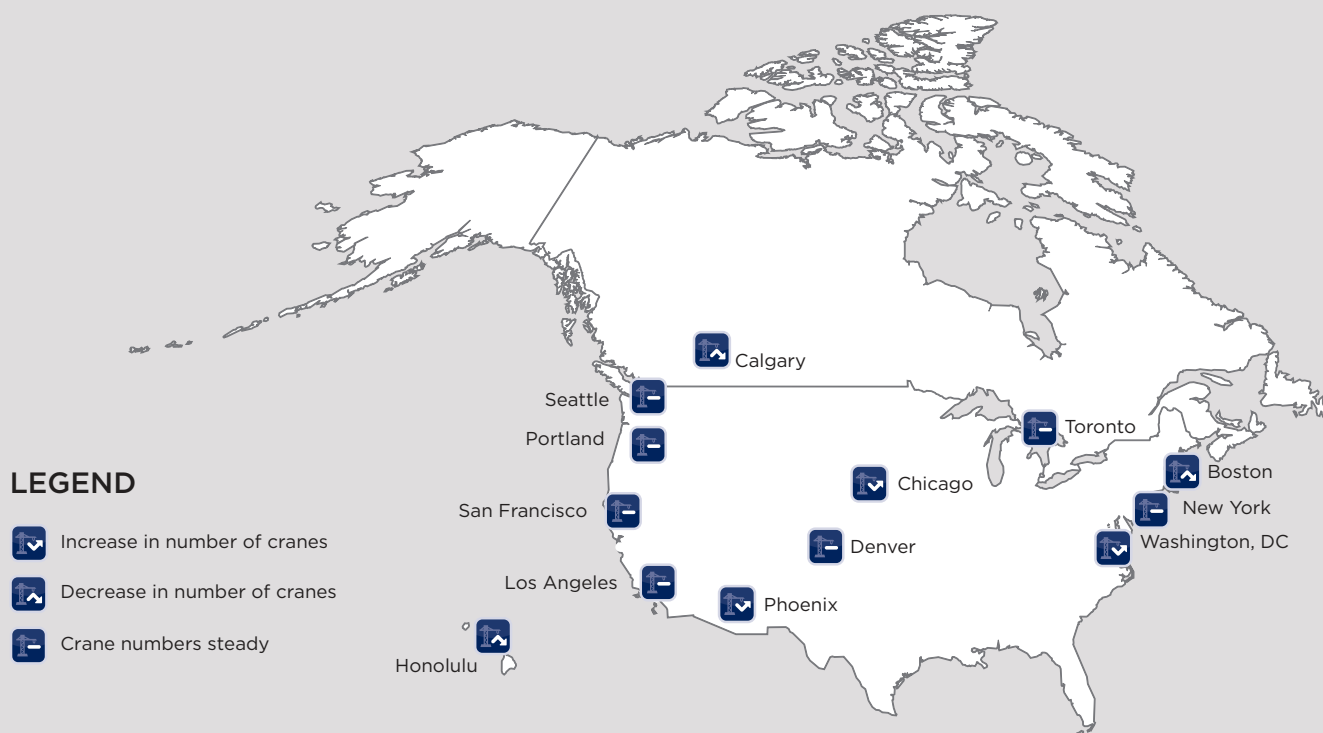 Calgary
Seattle
Toronto
Portland
Boston
LEGEND
Chicago
New York
San Francisco
Increase in number of cranes
Denver
Washington, DC
Decrease in number of cranes
Los Angeles
Phoenix
Crane numbers steady
Honolulu